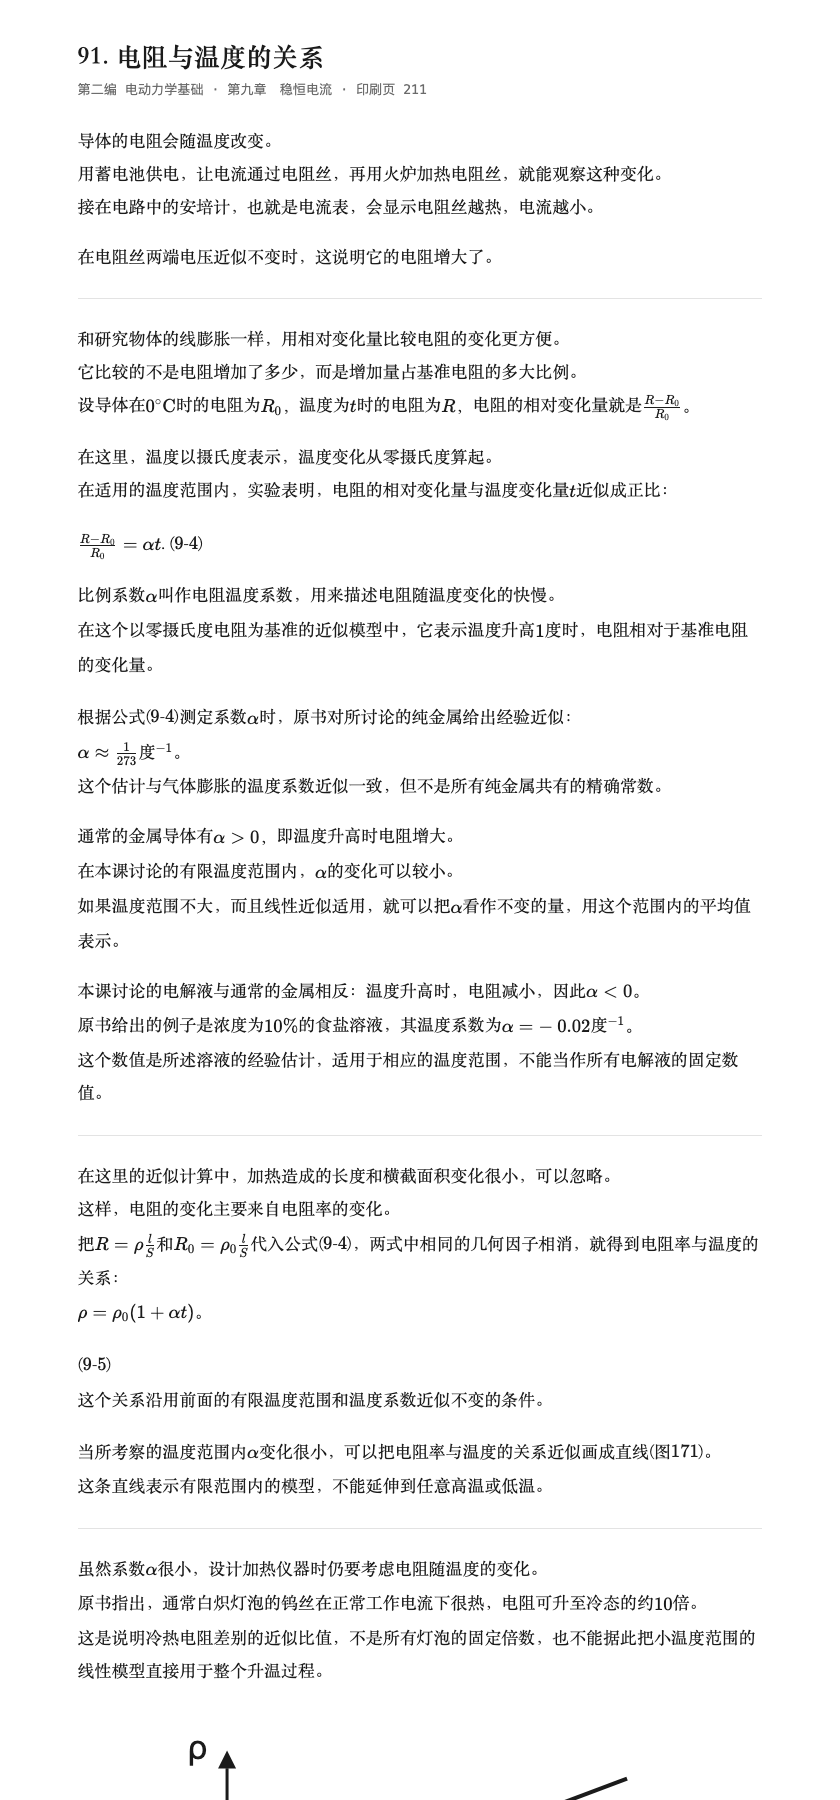 91. 电阻与温度的关系
第二编 电动力学基础 · 第九章 稳恒电流 · 印刷页 211
导体的电阻会随温度改变。
用蓄电池供电，让电流通过电阻丝，再用火炉加热电阻丝，就能观察这种变化。
接在电路中的安培计，也就是电流表，会显示电阻丝越热，电流越小。
在电阻丝两端电压近似不变时，这说明它的电阻增大了。
和研究物体的线膨胀一样，用相对变化量比较电阻的变化更方便。
它比较的不是电阻增加了多少，而是增加量占基准电阻的多大比例。
设导体在0°C时的电阻为R₀，温度为t时的电阻为R，电阻的相对变化量就是(R−R₀)/R₀。
在这里，温度以摄氏度表示，温度变化从零摄氏度算起。
在适用的温度范围内，实验表明，电阻的相对变化量与温度变化量t近似成正比：
(R−R₀)/R₀ = αt. (9-4)
比例系数α叫作电阻温度系数，用来描述电阻随温度变化的快慢。
在这个以零摄氏度电阻为基准的近似模型中，它表示温度升高1度时，电阻相对于基准电阻
的变化量。
根据公式(9-4)测定系数α时，原书对所讨论的纯金属给出经验近似：
α ≈ 1/273 度⁻¹。
这个估计与气体膨胀的温度系数近似一致，但不是所有纯金属共有的精确常数。
通常的金属导体有α > 0，即温度升高时电阻增大。
在本课讨论的有限温度范围内，α的变化可以较小。
如果温度范围不大，而且线性近似适用，就可以把α看作不变的量，用这个范围内的平均值
表示。
本课讨论的电解液与通常的金属相反：温度升高时，电阻减小，因此α < 0。
原书给出的例子是浓度为10%的食盐溶液，其温度系数为α = − 0.02度⁻¹。
这个数值是所述溶液的经验估计，适用于相应的温度范围，不能当作所有电解液的固定数
值。
在这里的近似计算中，加热造成的长度和横截面积变化很小，可以忽略。
这样，电阻的变化主要来自电阻率的变化。
把R = ρ l/S 和R₀ = ρ₀ l/S 代入公式(9-4)，两式中相同的几何因子相消，就得到电阻率与温度的
关系：
ρ = ρ₀(1 + αt)。
(9-5)
这个关系沿用前面的有限温度范围和温度系数近似不变的条件。
当所考察的温度范围内α变化很小，可以把电阻率与温度的关系近似画成直线(图171)。
这条直线表示有限范围内的模型，不能延伸到任意高温或低温。
虽然系数α很小，设计加热仪器时仍要考虑电阻随温度的变化。
原书指出，通常白炽灯泡的钨丝在正常工作电流下很热，电阻可升至冷态的约10倍。
这是说明冷热电阻差别的近似比值，不是所有灯泡的固定倍数，也不能据此把小温度范围的
线性模型直接用于整个升温过程。
ρ